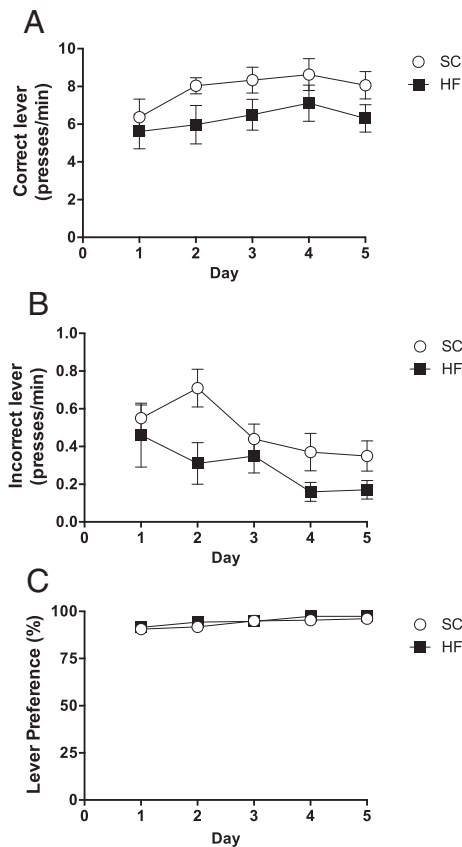 A
10
8
6
4
2
0
Correct lever
(presses/min)
0 1 2 3 4 5
Day
SC
HF
B
1.0
0.8
0.6
0.4
0.2
0.0
Incorrect lever
(presses/min)
0 1 2 3 4 5
Day
SC
HF
C
100
75
50
25
0
Lever Preference (%)
0 1 2 3 4 5
Day
SC
HF